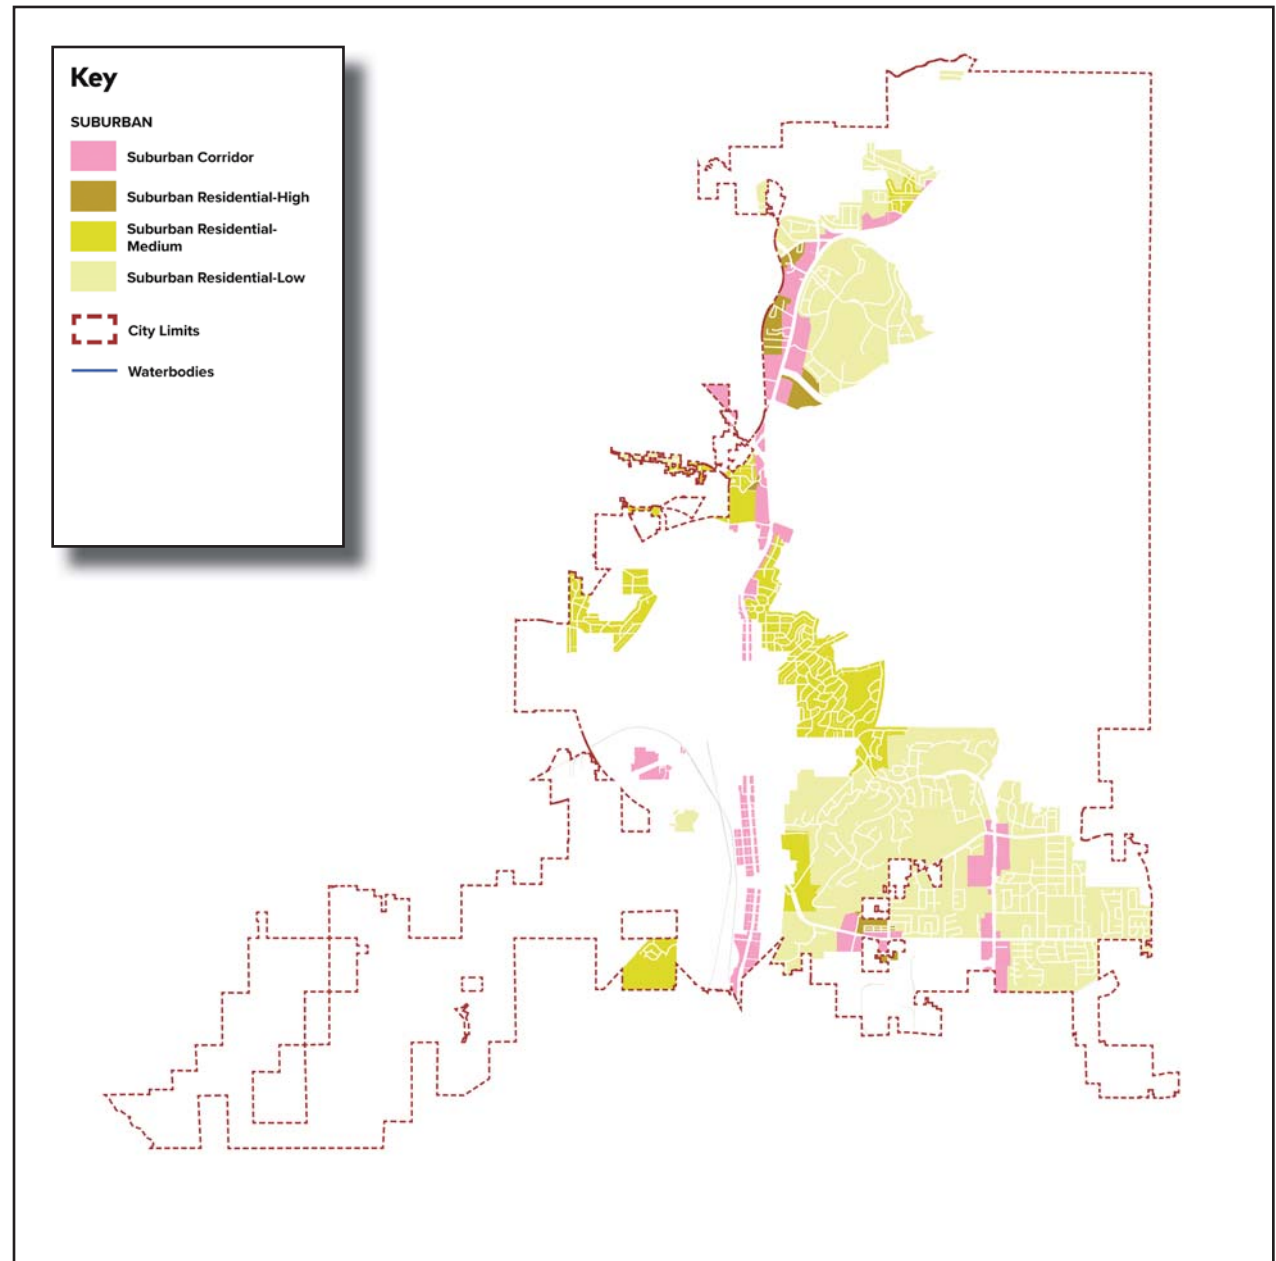 Key
SUBURBAN
Suburban Corridor
Suburban Residential-High
Suburban Residential-
Medium
Suburban Residential-Low
City Limits
Waterbodies